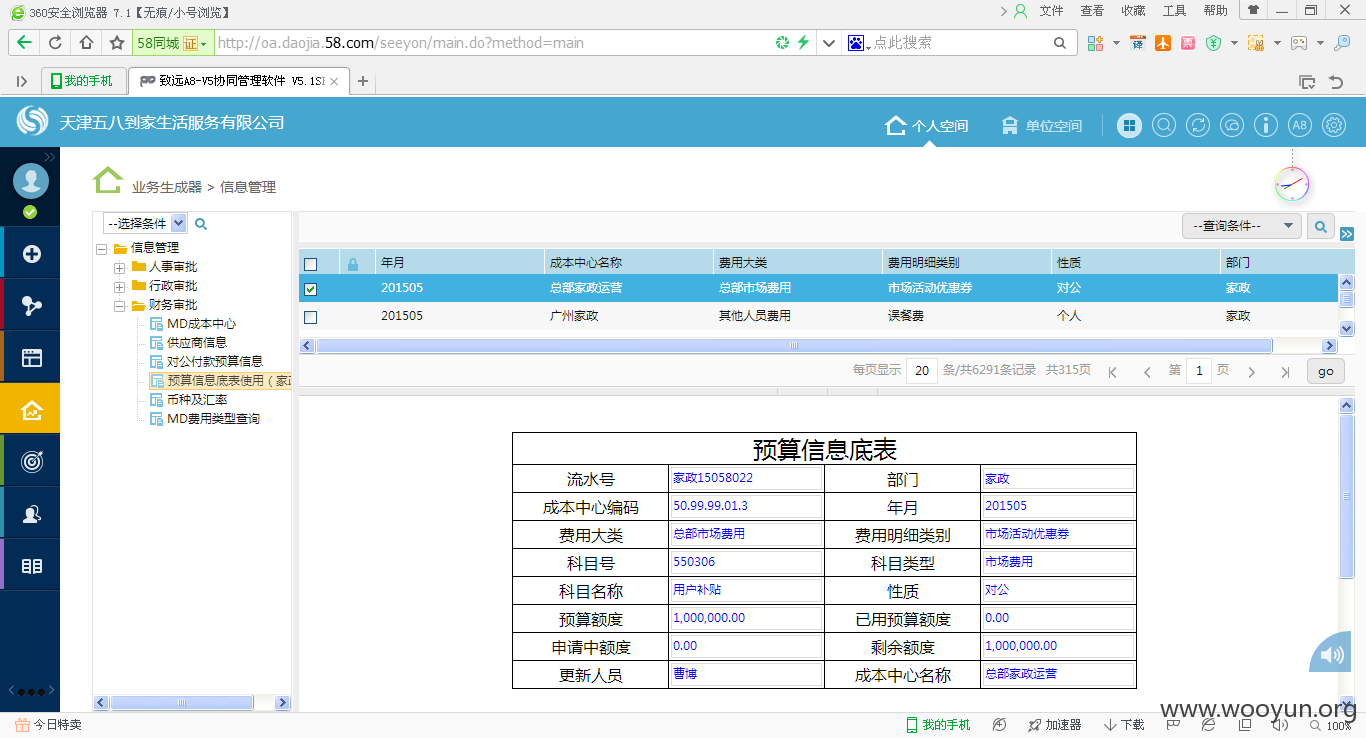 360安全浏览器 7.1【无痕/小号浏览】
文件 查看 收藏 工具 帮助
58同城 证 http://oa.daojia.58.com/seeyon/main.do?method=main 点此搜索 译 票
我的手机 致远A8-V5协同管理软件 V5.1SI
天津五八到家生活服务有限公司 个人空间 单位空间 A8
业务生成器 > 信息管理
--选择条件 --查询条件--
信息管理
人事审批
行政审批
财务审批
MD成本中心
供应商信息
对公付款预算信息
预算信息底表使用（家政
币种及汇率
MD费用类型查询
年月 成本中心名称 费用大类 费用明细类别 性质 部门
201505 总部家政运营 总部市场费用 市场活动优惠券 对公 家政
201505 广州家政 其他人员费用 误餐费 个人 家政
每页显示 20 条/共6291条记录 共315页 第 1 页 go
预算信息底表
流水号 家政15058022 部门 家政
成本中心编码 50.99.99.01.3 年月 201505
费用大类 总部市场费用 费用明细类别 市场活动优惠券
科目号 550306 科目类型 市场费用
科目名称 用户补贴 性质 对公
预算额度 1,000,000.00 已用预算额度 0.00
申请中额度 0.00 剩余额度 1,000,000.00
更新人员 曹博 成本中心名称 总部家政运营
www.wooyun.org
今日特卖 我的手机 加速器 下载 100%